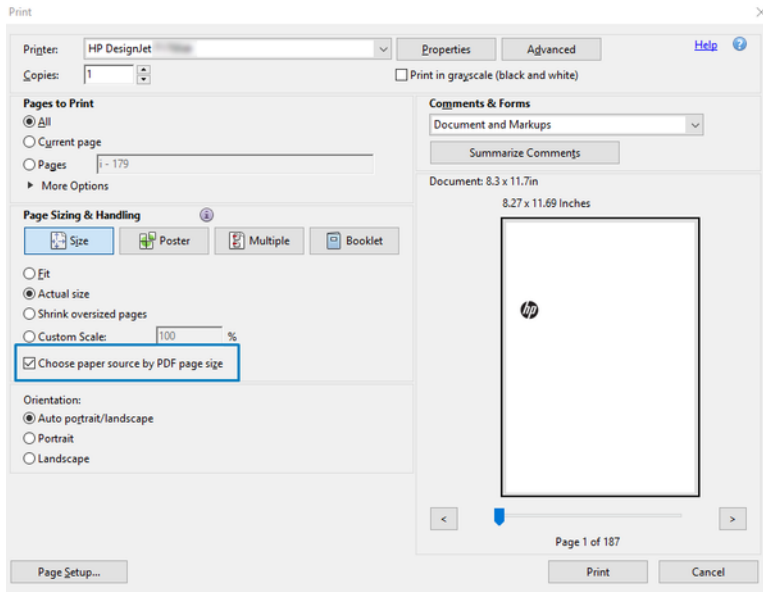 Print
Printer: HP DesignJet
Properties
Advanced
Help
?
Copies: 1
Print in grayscale (black and white)
Pages to Print
All
Current page
Pages
i - 179
More Options
Comments & Forms
Document and Markups
Summarize Comments
Document: 8.3 x 11.7in
8.27 x 11.69 Inches
Page Sizing & Handling
i
Size
Poster
Multiple
Booklet
Fit
Actual size
Shrink oversized pages
Custom Scale: 100 %
Choose paper source by PDF page size
Orientation:
Auto portrait/landscape
Portrait
Landscape
hp
<
>
Page 1 of 187
Page Setup...
Print
Cancel